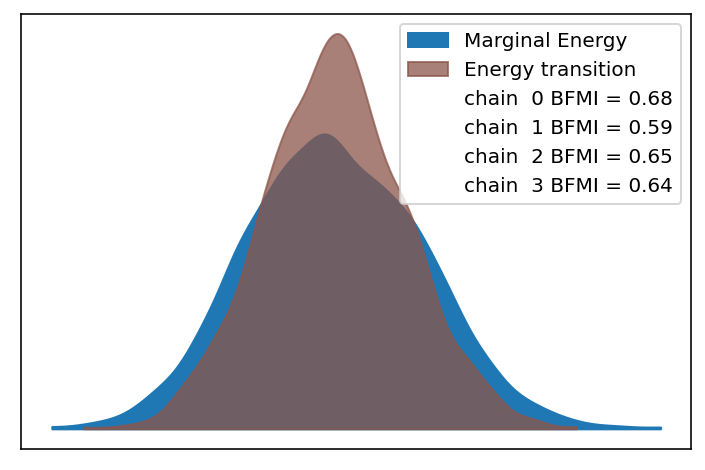 Marginal Energy
Energy transition
chain  0 BFMI = 0.68
chain  1 BFMI = 0.59
chain  2 BFMI = 0.65
chain  3 BFMI = 0.64